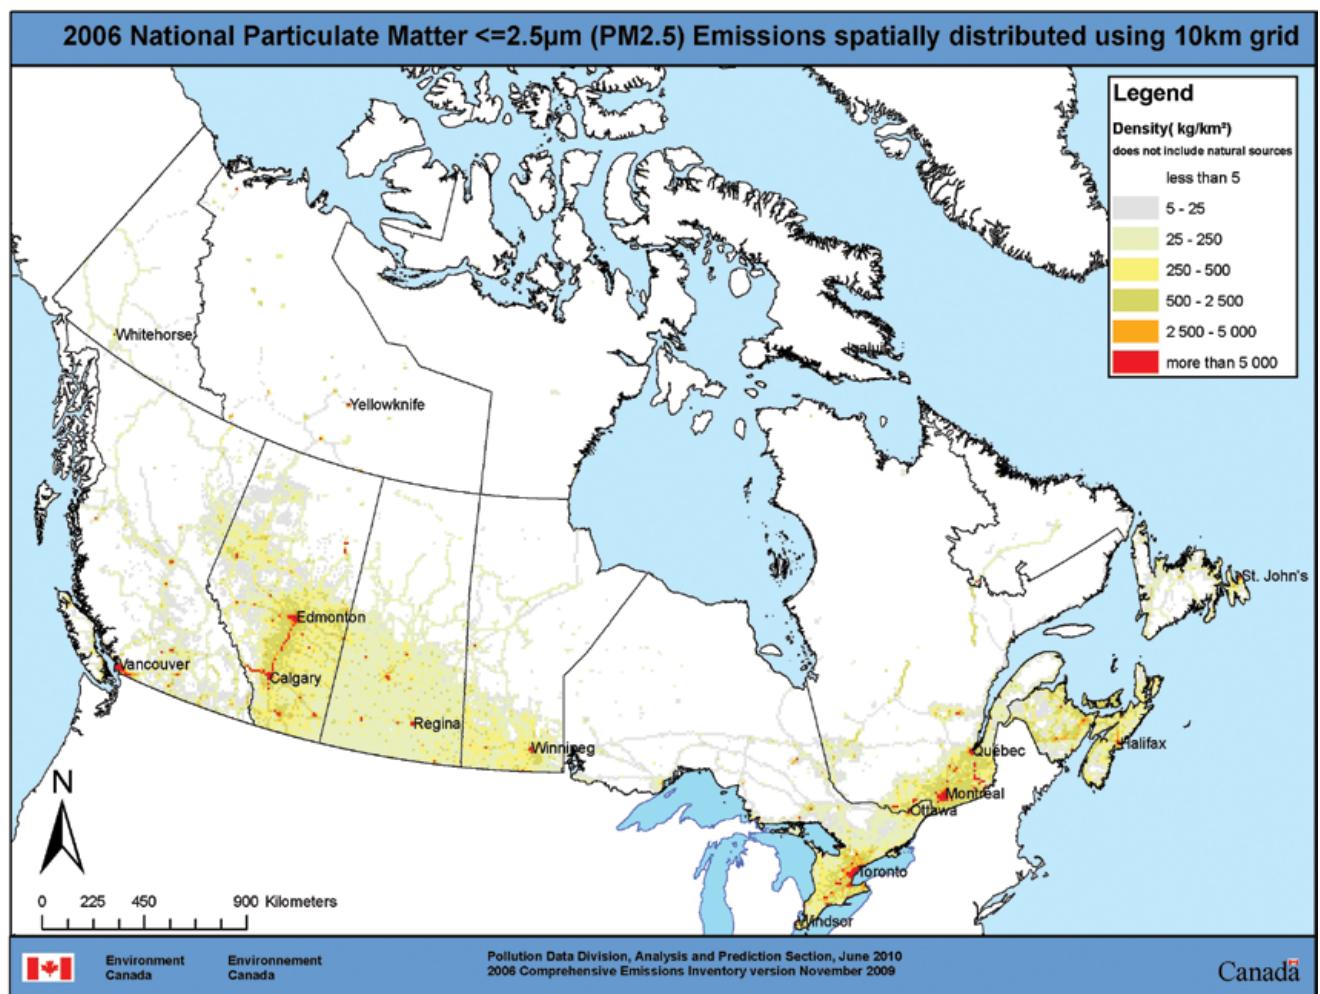 2006 National Particulate Matter <=2.5µm (PM2.5) Emissions spatially distributed using 10km grid
Legend
Density( kg/km²)
does not include natural sources
less than 5
5 - 25
25 - 250
250 - 500
500 - 2 500
2 500 - 5 000
more than 5 000
Whitehorse
Iqaluit
Yellowknife
Edmonton
St. John's
Vancouver
Calgary
Regina
Winnipeg
Québec
Halifax
Montréal
Ottawa
Toronto
Windsor
N
0 225 450 900 Kilometers
Environment
Canada
Environnement
Canada
Pollution Data Division, Analysis and Prediction Section, June 2010
2006 Comprehensive Emissions Inventory version November 2009
Canada